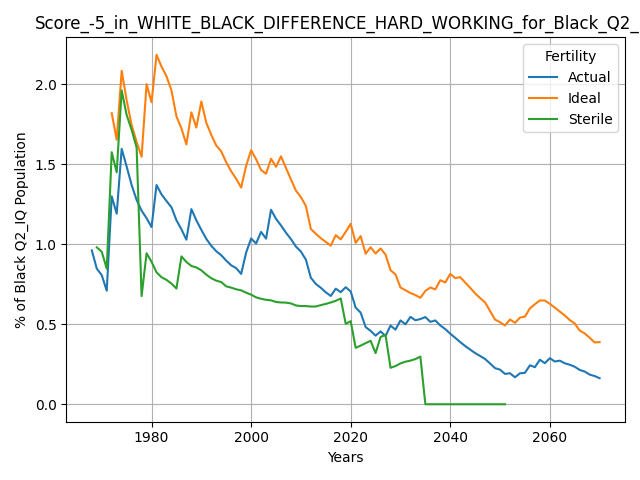 Score_-5_in_WHITE_BLACK_DIFFERENCE_HARD_WORKING_for_Black_Q2_
Fertility
Actual
Ideal
Sterile
% of Black Q2_IQ Population
2.0
1.5
1.0
0.5
0.0
1980
2000
2020
2040
2060
Years